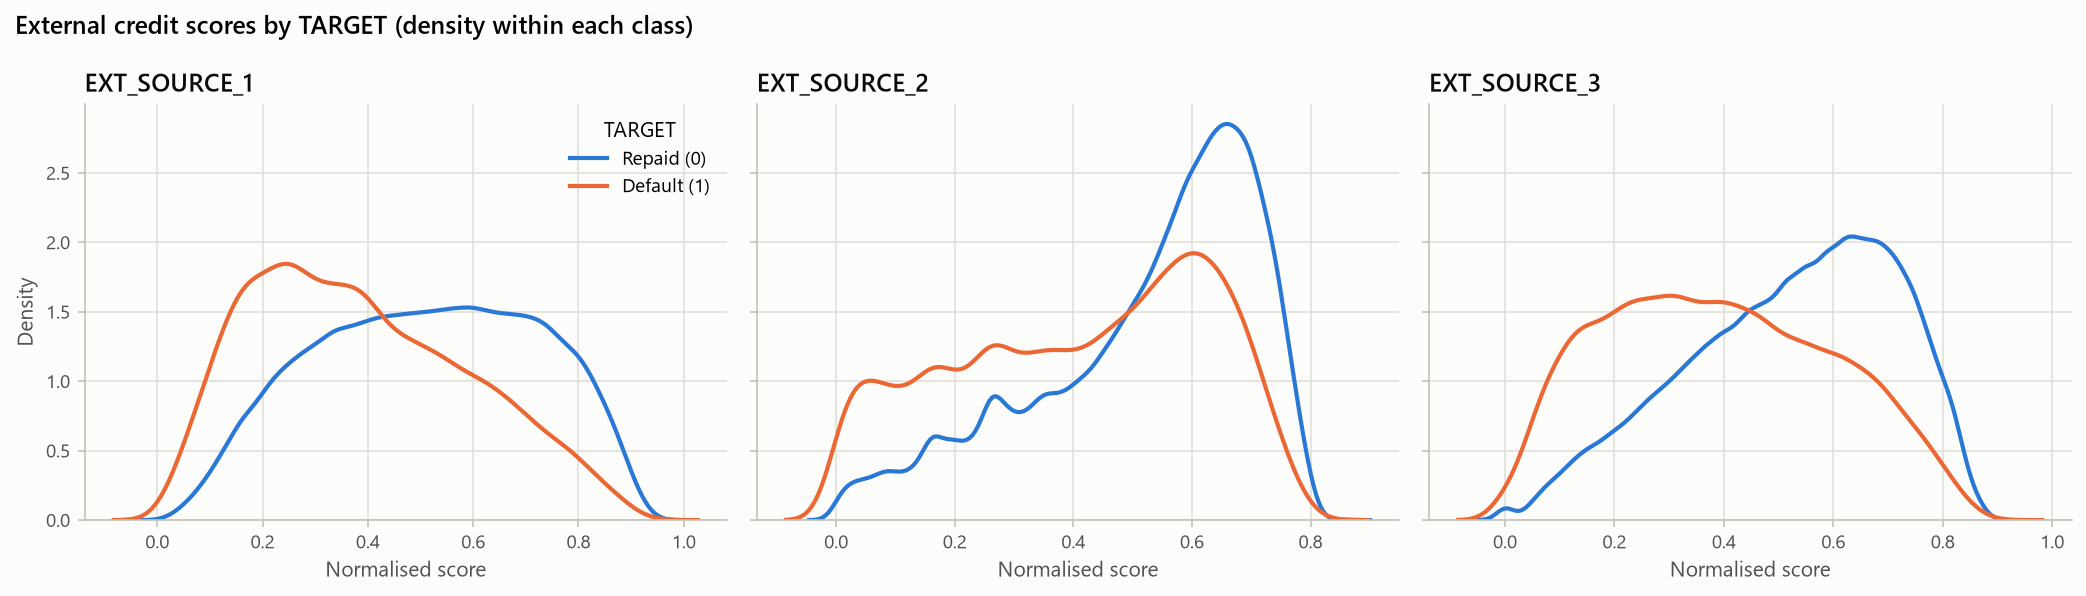 External credit scores by TARGET (density within each class)
EXT_SOURCE_1
TARGET
Repaid (0)
Default (1)
Density
2.5
2.0
1.5
1.0
0.5
0.0
0.0 0.2 0.4 0.6 0.8 1.0
Normalised score
EXT_SOURCE_2
0.0 0.2 0.4 0.6 0.8
Normalised score
EXT_SOURCE_3
0.0 0.2 0.4 0.6 0.8 1.0
Normalised score